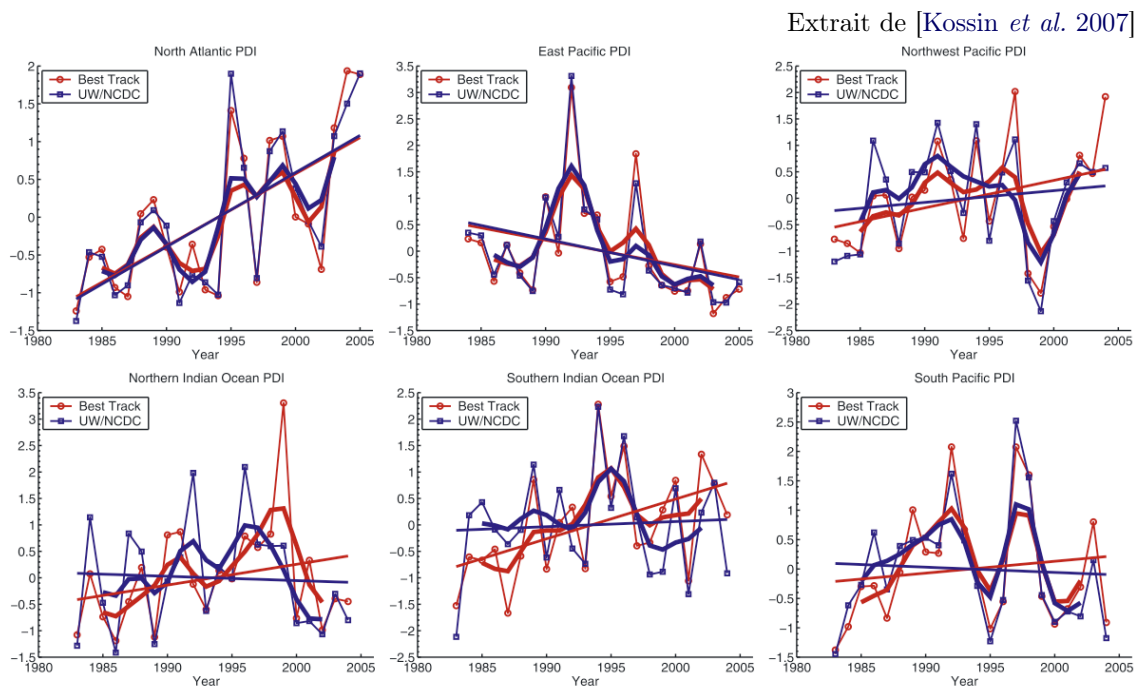 Extrait de [Kossin et al. 2007]
North Atlantic PDI
2
1.5
1
0.5
0
−0.5
−1
−1.5
1980 1985 1990 1995 2000 2005
Year
Best Track
UW/NCDC
East Pacific PDI
3.5
3
2.5
2
1.5
1
0.5
0
−0.5
−1
−1.5
1980 1985 1990 1995 2000 2005
Year
Best Track
UW/NCDC
Northwest Pacific PDI
2.5
2
1.5
1
0.5
0
−0.5
−1
−1.5
−2
−2.5
1980 1985 1990 1995 2000 2005
Year
Best Track
UW/NCDC
Northern Indian Ocean PDI
3.5
3
2.5
2
1.5
1
0.5
0
−0.5
−1
−1.5
1980 1985 1990 1995 2000 2005
Year
Best Track
UW/NCDC
Southern Indian Ocean PDI
2.5
2
1.5
1
0.5
0
−0.5
−1
−1.5
−2
−2.5
1980 1985 1990 1995 2000 2005
Year
Best Track
UW/NCDC
South Pacific PDI
3
2.5
2
1.5
1
0.5
0
−0.5
−1
−1.5
1980 1985 1990 1995 2000 2005
Year
Best Track
UW/NCDC